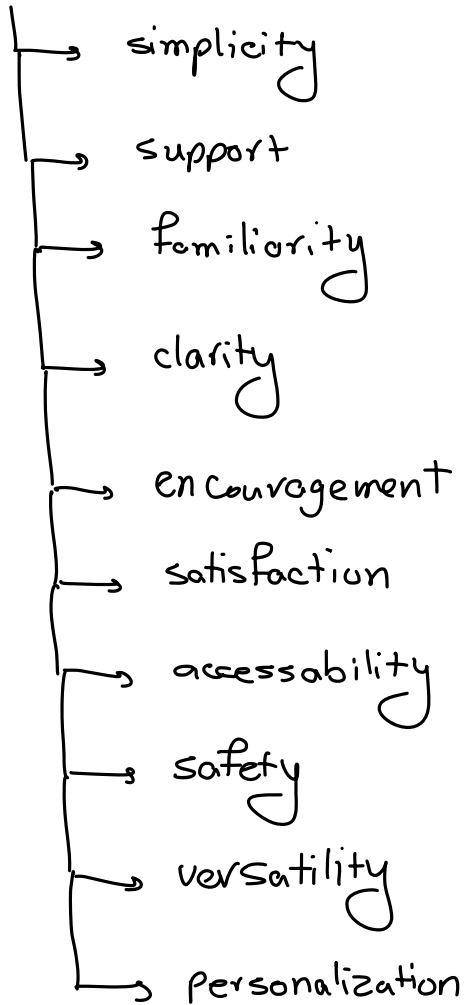 simplicity
support
familiarity
clarity
encouragement
satisfaction
accessability
safety
versatility
personalization